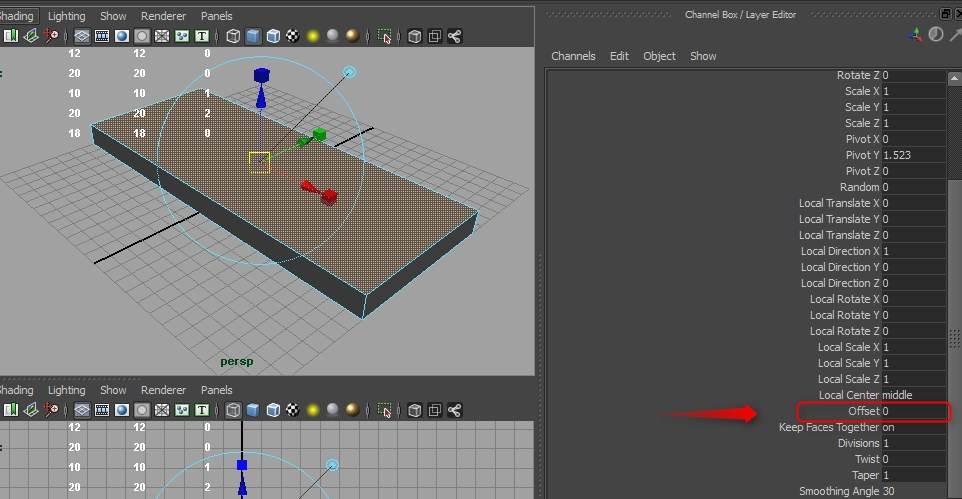 Shading Lighting Show Renderer Panels
12 12 0
20 20 0
10 10 1
20 20 2
18 18 0
persp
Shading Lighting Show Renderer Panels
12 12 0
20 20 0
10 10 1
20 20 2
Channel Box / Layer Editor
Channels Edit Object Show
Rotate Z 0
Scale X 1
Scale Y 1
Scale Z 1
Pivot X 0
Pivot Y 1.523
Pivot Z 0
Random 0
Local Translate X 0
Local Translate Y 0
Local Translate Z 0
Local Direction X 1
Local Direction Y 0
Local Direction Z 0
Local Rotate X 0
Local Rotate Y 0
Local Rotate Z 0
Local Scale X 1
Local Scale Y 1
Local Scale Z 1
Local Center middle
Offset 0
Keep Faces Together on
Divisions 1
Twist 0
Taper 1
Smoothing Angle 30